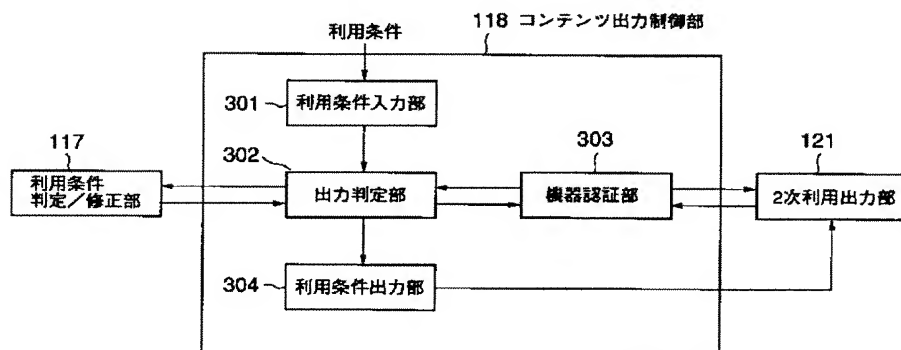 利用条件
118 コンテンツ出力制御部
301
利用条件入力部
117
302
303
121
利用条件
判定/修正部
出力判定部
機器認証部
2次利用出力部
304
利用条件出力部